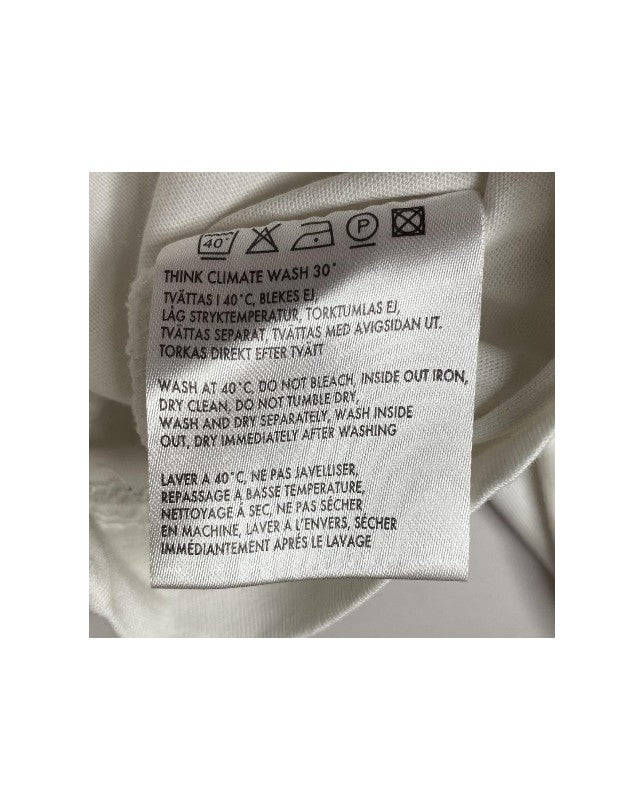 40° P
THINK CLIMATE WASH 30°
TVÄTTAS I 40°C, BLEKES EJ,
LÅG STRYKTEMPERATUR, TORKTUMLAS EJ,
TVÄTTAS SEPARAT, TVÄTTAS MED AVIGSIDAN UT.
TORKAS DIREKT EFTER TVÄTT
WASH AT 40°C, DO NOT BLEACH, INSIDE OUT IRON,
DRY CLEAN, DO NOT TUMBLE DRY,
WASH AND DRY SEPARATELY, WASH INSIDE
OUT, DRY IMMEDIATELY AFTER WASHING
LAVER A 40°C, NE PAS JAVELLISER,
REPASSAGE À BASSE TEMPÉRATURE,
NETTOYAGE À SEC, NE PAS SÉCHER
EN MACHINE, LAVER À L'ENVERS, SÉCHER
IMMÉDIANTEMENT APRÉS LE LAVAGE